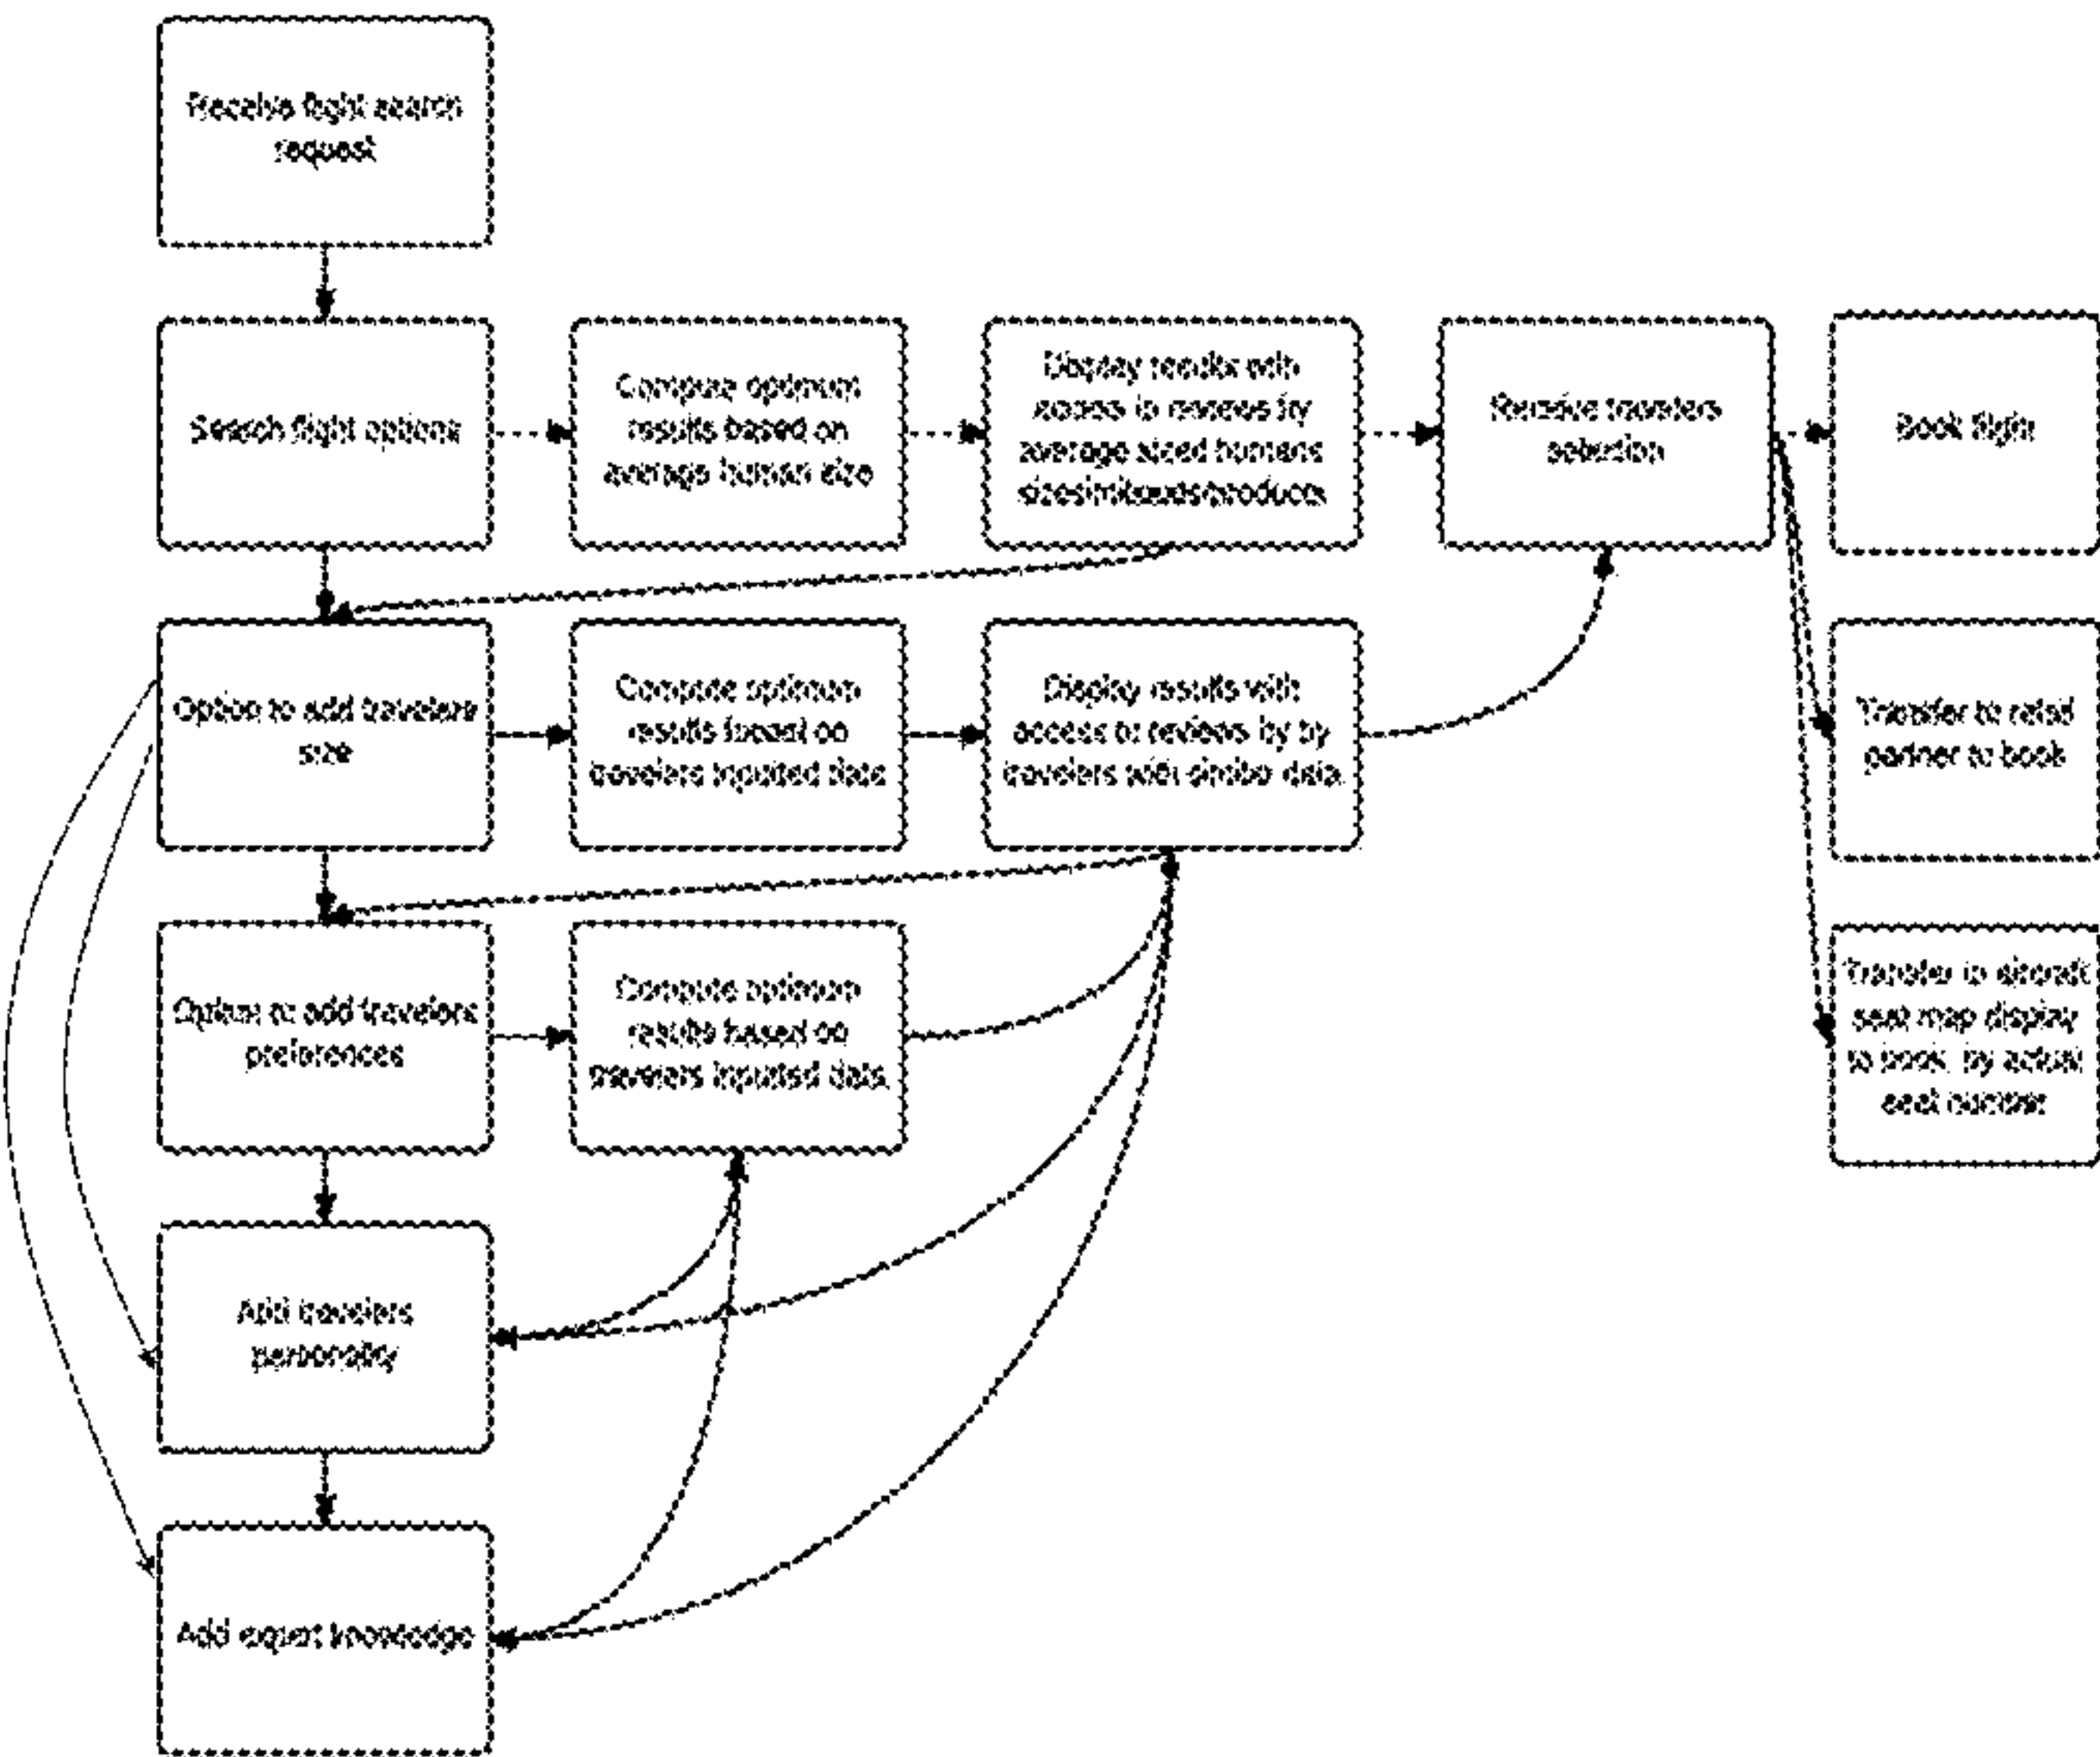 Receive flight search
request
Search flight options
Compute optimum
results based on
average human size
Display results with
access to reviews by
average sized humans
Receive travelers
selection
Book flight
Option to add travelers
size
Compute optimum
results based on
travelers inputted data
Display results with
access to reviews by by
travelers with similar data
Transfer to retail
partner to book
Option to add travelers
preferences
Compute optimum
results based on
travelers inputted data
Transfer to aircraft
seat map display
to book by actual
seat number
Add travelers
personality
Add expert knowledge